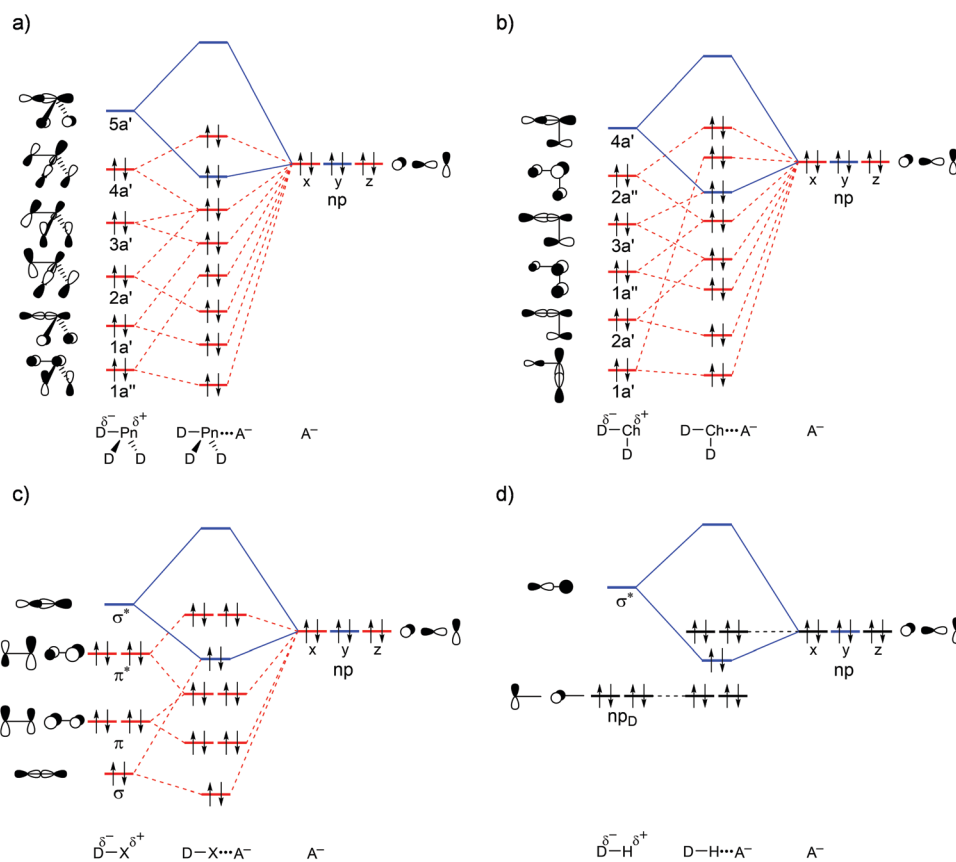 a)
5a'
4a'
3a'
2a'
1a'
1a''
x y z
np
δ− δ+
D—Pn
D D
D—Pn•••A−
D D
A−
b)
4a'
2a''
3a'
1a''
2a'
1a'
x y z
np
δ− δ+
D—Ch
D
D—Ch•••A−
D
A−
c)
σ*
π*
π
σ
x y z
np
δ− δ+
D—X D—X•••A− A−
d)
σ*
npD
x y z
np
δ− δ+
D—H D—H•••A− A−